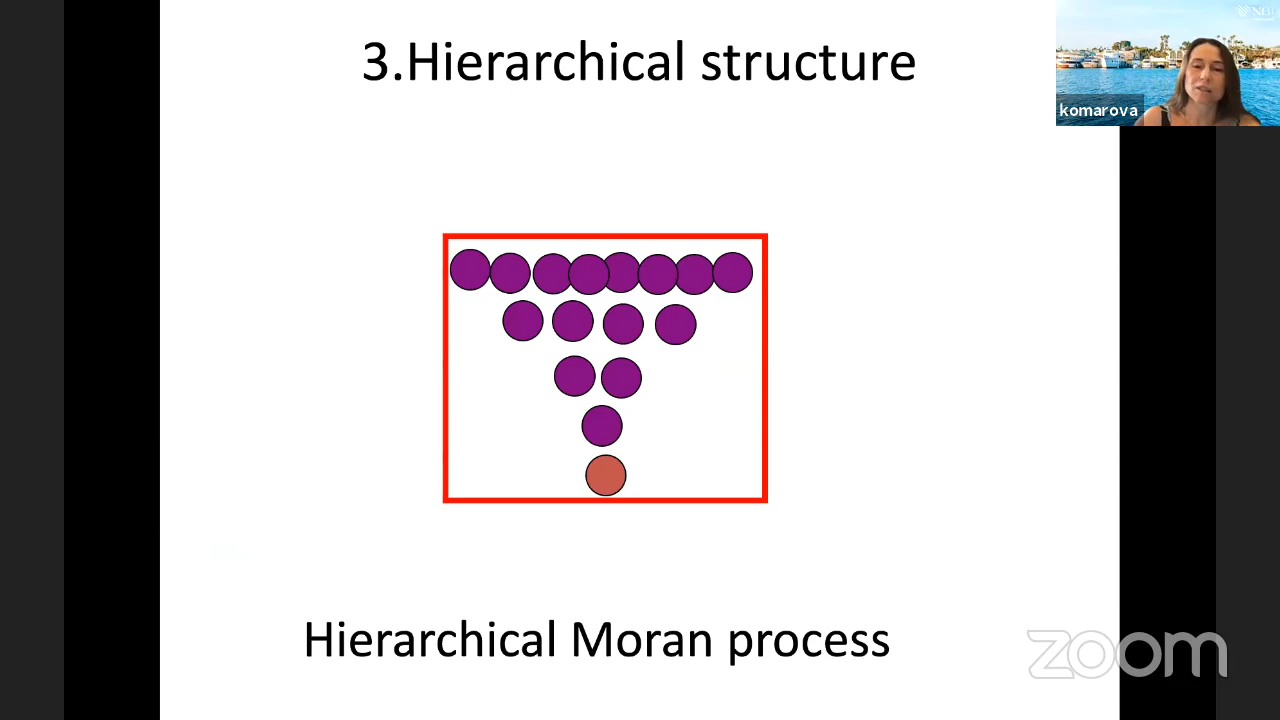 3.Hierarchical structure
komarova
Hierarchical Moran process
zoom